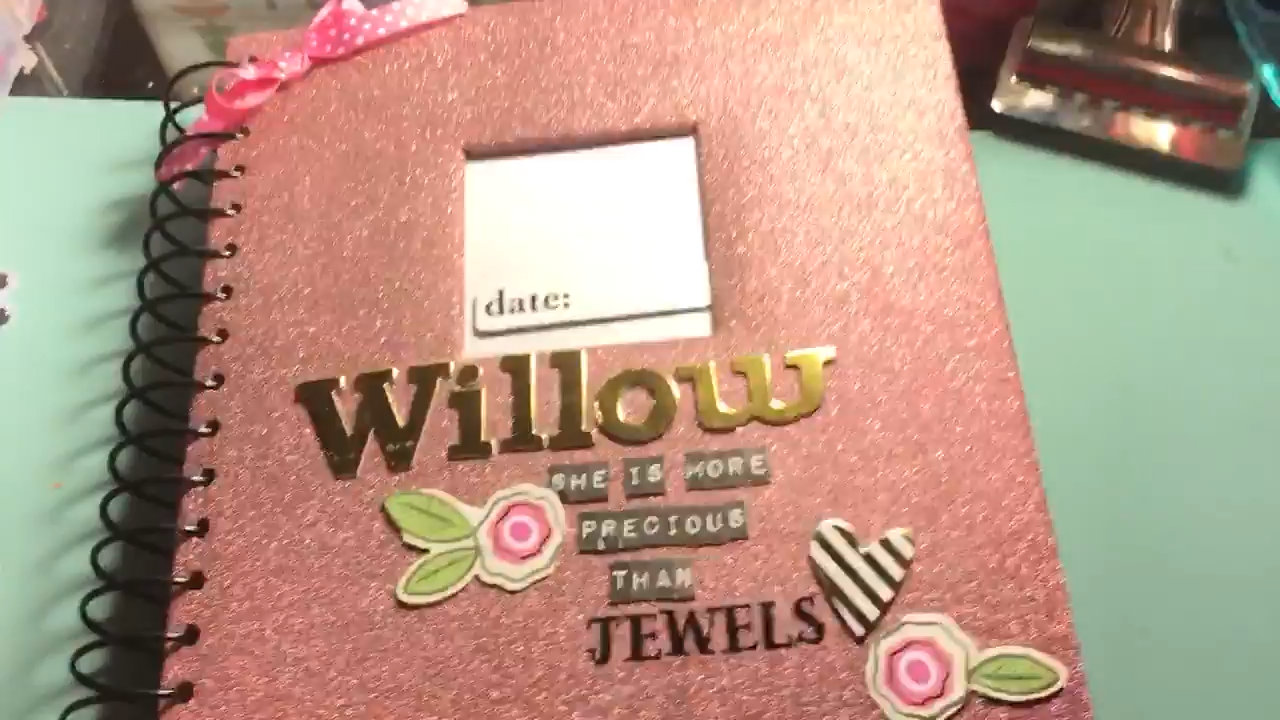 date:
Willow
SHE IS MORE
PRECIOUS
THAN
JEWELS